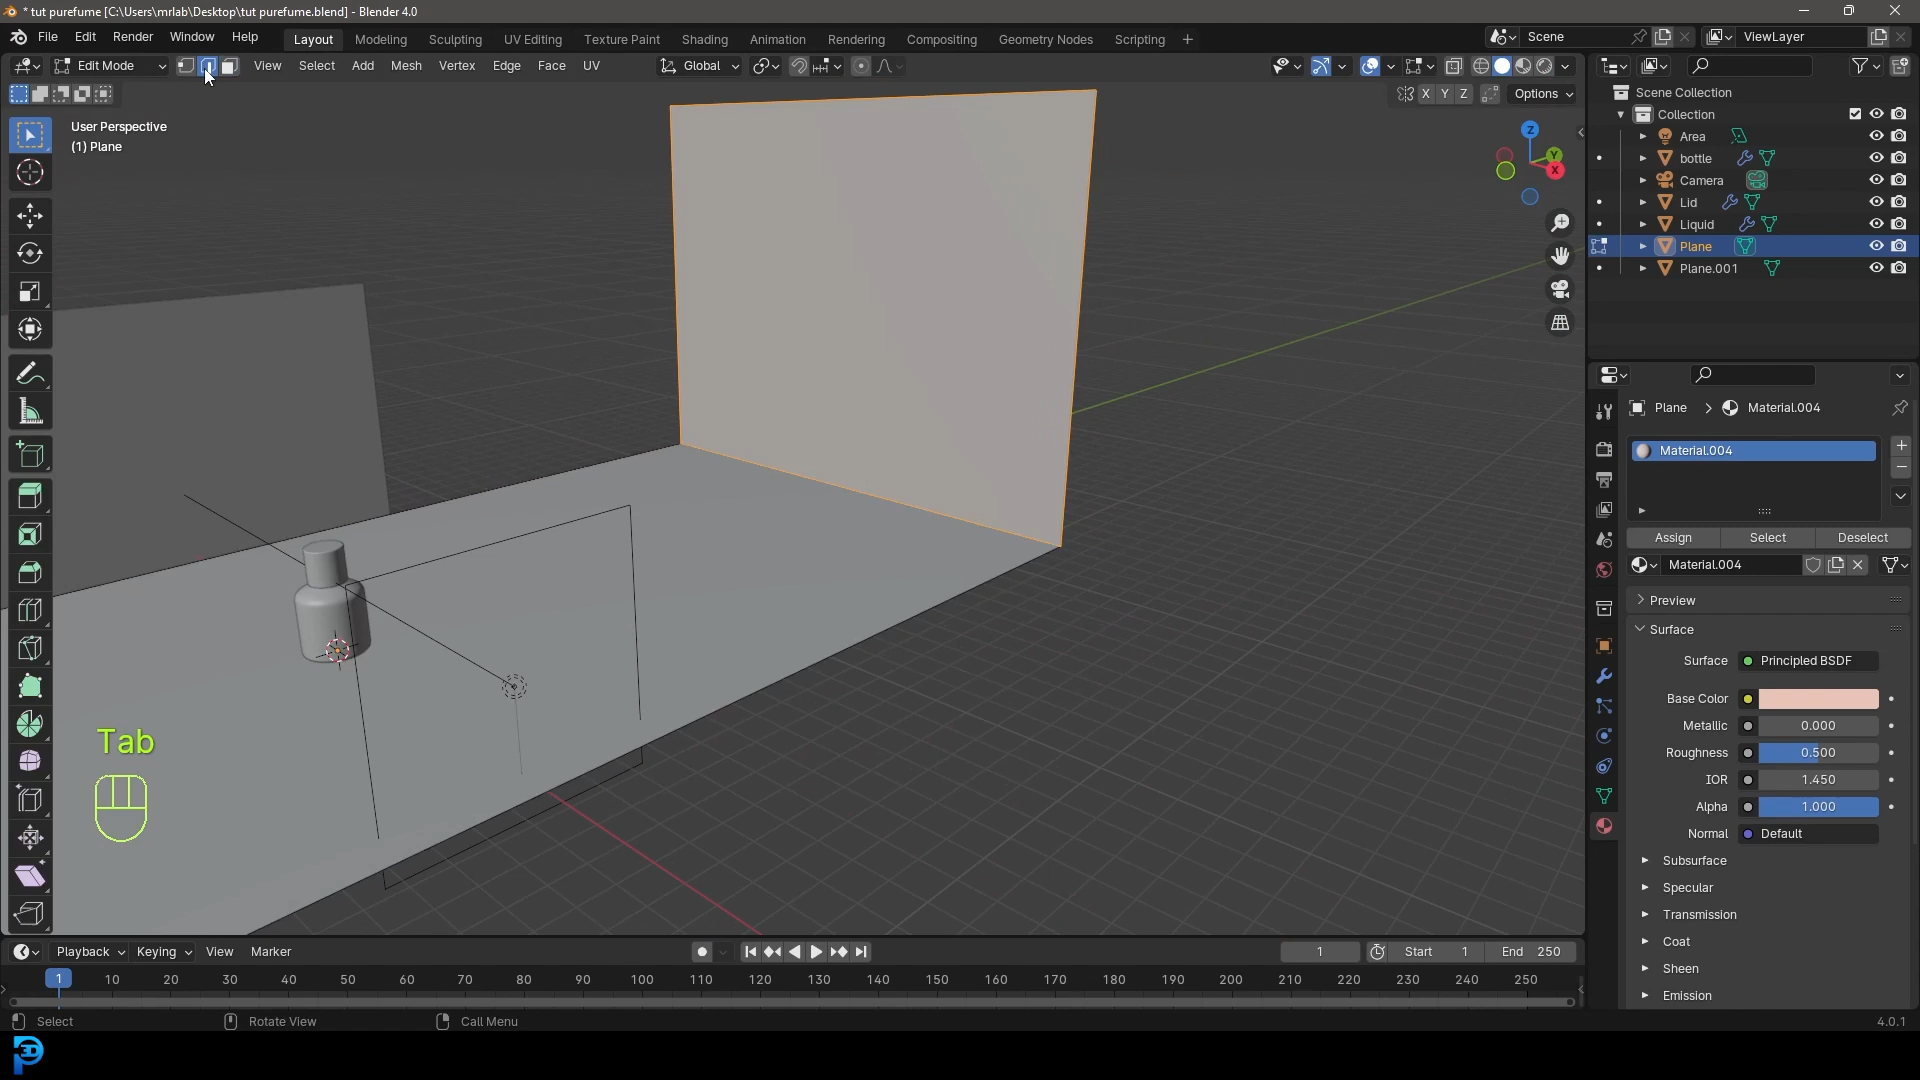 * tut purefume [C:\Users\mrlab\Desktop\tut purefume.blend] - Blender 4.0
File Edit Render Window Help Layout Modeling Sculpting UV Editing Texture Paint Shading Animation Rendering Compositing Geometry Nodes Scripting + Scene ViewLayer
Edit Mode View Select Add Mesh Vertex Edge Face UV Global
X Y Z Options
User Perspective
(1) Plane
Z
Y
X
Scene Collection
Collection
Area
bottle
Camera
Lid
Liquid
Plane
Plane.001
Plane > Material.004
Material.004
Assign Select Deselect
Material.004
Preview
Surface
Surface Principled BSDF
Base Color
Metallic 0.000
Roughness 0.500
IOR 1.450
Alpha 1.000
Normal Default
Subsurface
Specular
Transmission
Coat
Sheen
Emission
Tab
Playback Keying View Marker 1 Start 1 End 250
1 10 20 30 40 50 60 70 80 90 100 110 120 130 140 150 160 170 180 190 200 210 220 230 240 250
Select Rotate View Call Menu 4.0.1